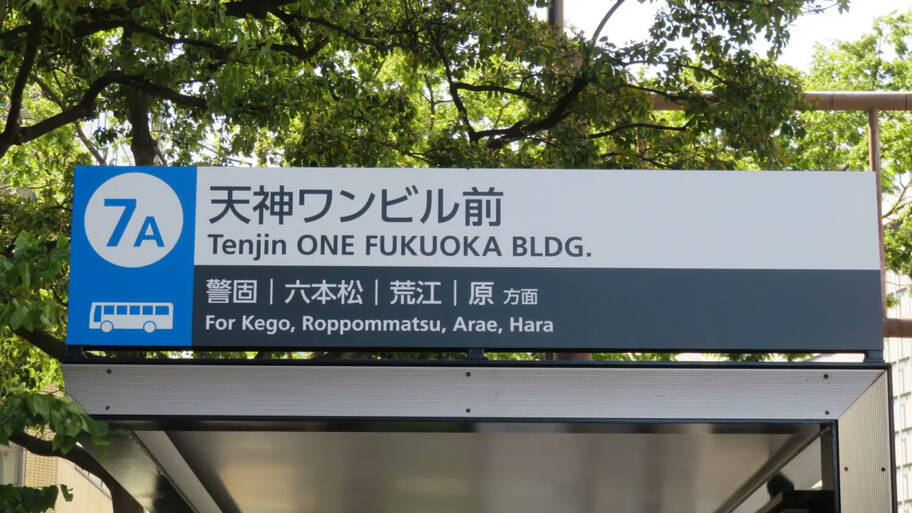 7A
天神ワンビル前
Tenjin ONE FUKUOKA BLDG.
警固｜六本松｜荒江｜原 方面
For Kego, Roppommatsu, Arae, Hara